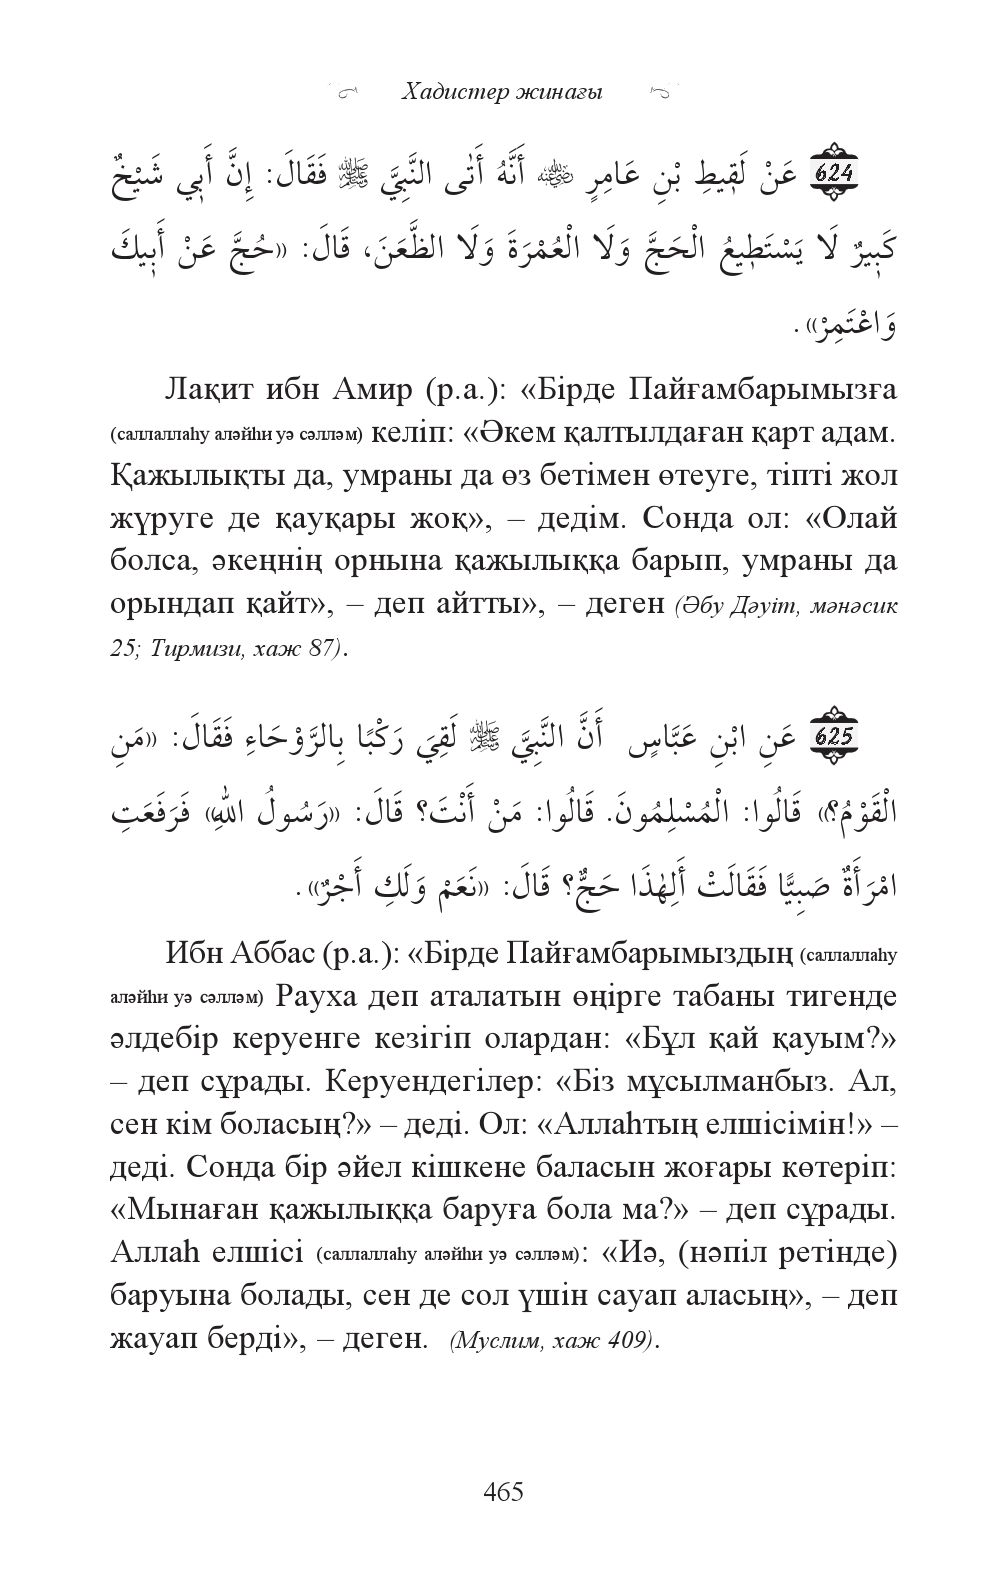 Хадистер жинағы
624 عَنْ لَقِيطِ بْنِ عَامِرٍ ﷺ أَنَّهُ أَتَى النَّبِيَّ ﷺ فَقَالَ: إِنَّ أَبِي شَيْخٌ
كَبِيرٌ لَا يَسْتَطِيعُ الْحَجَّ وَلَا الْعُمْرَةَ وَلَا الظَّعَنَ، قَالَ: «حُجَّ عَنْ أَبِيكَ
وَاعْتَمِرْ».
Лақит ибн Амир (р.а.): «Бірде Пайғамбарымызға
(саллаллаһу аләйһи уә сәлләм) келіп: «Әкем қалтылдаған қарт адам.
Қажылықты да, умраны да өз бетімен өтеуге, тіпті жол
жүруге де қауқары жоқ», – дедім. Сонда ол: «Олай
болса, әкеңнің орнына қажылыққа барып, умраны да
орындап қайт», – деп айтты», – деген (Әбу Дәуіт, мәнәсик
25; Тирмизи, хаж 87).
625 عَنِ ابْنِ عَبَّاسٍ أَنَّ النَّبِيَّ ﷺ لَقِيَ رَكْبًا بِالرَّوْحَاءِ فَقَالَ: «مَنِ
الْقَوْمُ؟» قَالُوا: الْمُسْلِمُونَ. قَالُوا: مَنْ أَنْتَ؟ قَالَ: «رَسُولُ اللهِ» فَرَفَعَتِ
امْرَأَةٌ صَبِيًّا فَقَالَتْ أَلِهٰذَا حَجٌّ؟ قَالَ: «نَعَمْ وَلَكِ أَجْرٌ».
Ибн Аббас (р.а.): «Бірде Пайғамбарымыздың (саллаллаһу
аләйһи уә сәлләм) Рауха деп аталатын өңірге табаны тигенде
әлдебір керуенге кезігіп олардан: «Бұл қай қауым?»
– деп сұрады. Керуендегілер: «Біз мұсылманбыз. Ал,
сен кім боласың?» – деді. Ол: «Аллаһтың елшісімін!» –
деді. Сонда бір әйел кішкене баласын жоғары көтеріп:
«Мынаған қажылыққа баруға бола ма?» – деп сұрады.
Аллаһ елшісі (саллаллаһу аләйһи уә сәлләм): «Иә, (нәпіл ретінде)
баруына болады, сен де сол үшін сауап аласың», – деп
жауап берді», – деген. (Муслим, хаж 409).
465